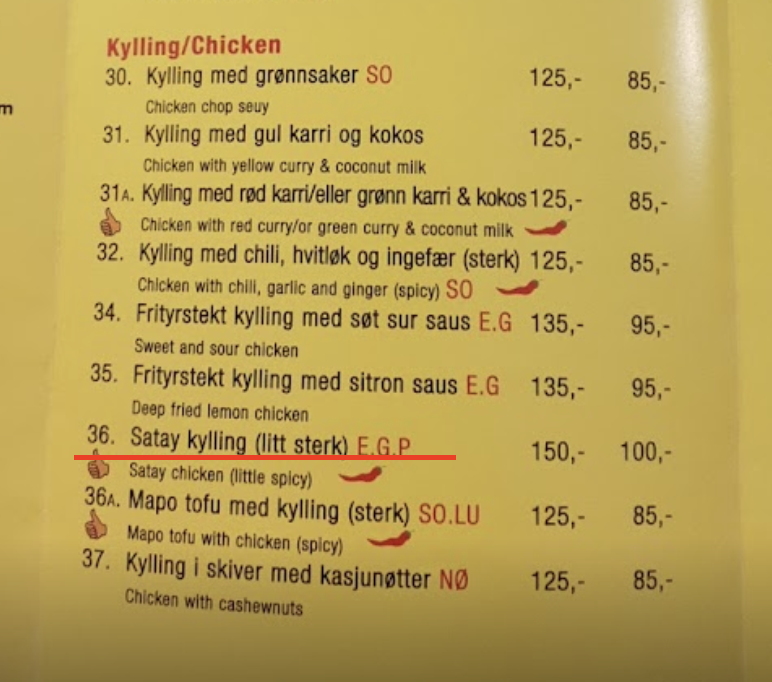 Kylling/Chicken
30. Kylling med grønnsaker SO 125,- 85,-
Chicken chop seuy
m
31. Kylling med gul karri og kokos 125,- 85,-
Chicken with yellow curry & coconut milk
31A. Kylling med rød karri/eller grønn karri & kokos 125,- 85,-
Chicken with red curry/or green curry & coconut milk
32. Kylling med chili, hvitløk og ingefær (sterk) 125,- 85,-
Chicken with chili, garlic and ginger (spicy) SO
34. Frityrstekt kylling med søt sur saus E.G 135,- 95,-
Sweet and sour chicken
35. Frityrstekt kylling med sitron saus E.G 135,- 95,-
Deep fried lemon chicken
36. Satay kylling (litt sterk) E.G.P 150,- 100,-
Satay chicken (little spicy)
36A. Mapo tofu med kylling (sterk) SO.LU 125,- 85,-
Mapo tofu with chicken (spicy)
37. Kylling i skiver med kasjunøtter NØ 125,- 85,-
Chicken with cashewnuts